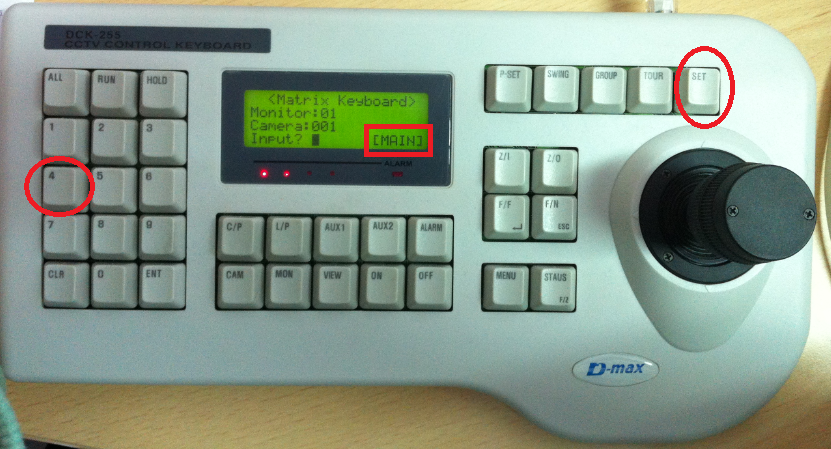 DCK-255
CCTV CONTROL KEYBOARD
ALL RUN HOLD
1 2 3
4 5 6
7 8 9
CLR 0 ENT
<Matrix Keyboard>
Monitor:01
Camera:001
Input? [MAIN]
ALARM
C/P L/P AUX1 AUX2 ALARM
CAM MON VIEW ON OFF
P-SET SWING GROUP TOUR SET
Z/I Z/O
F/F F/N
ESC
MENU STAUS
F/2
D-max